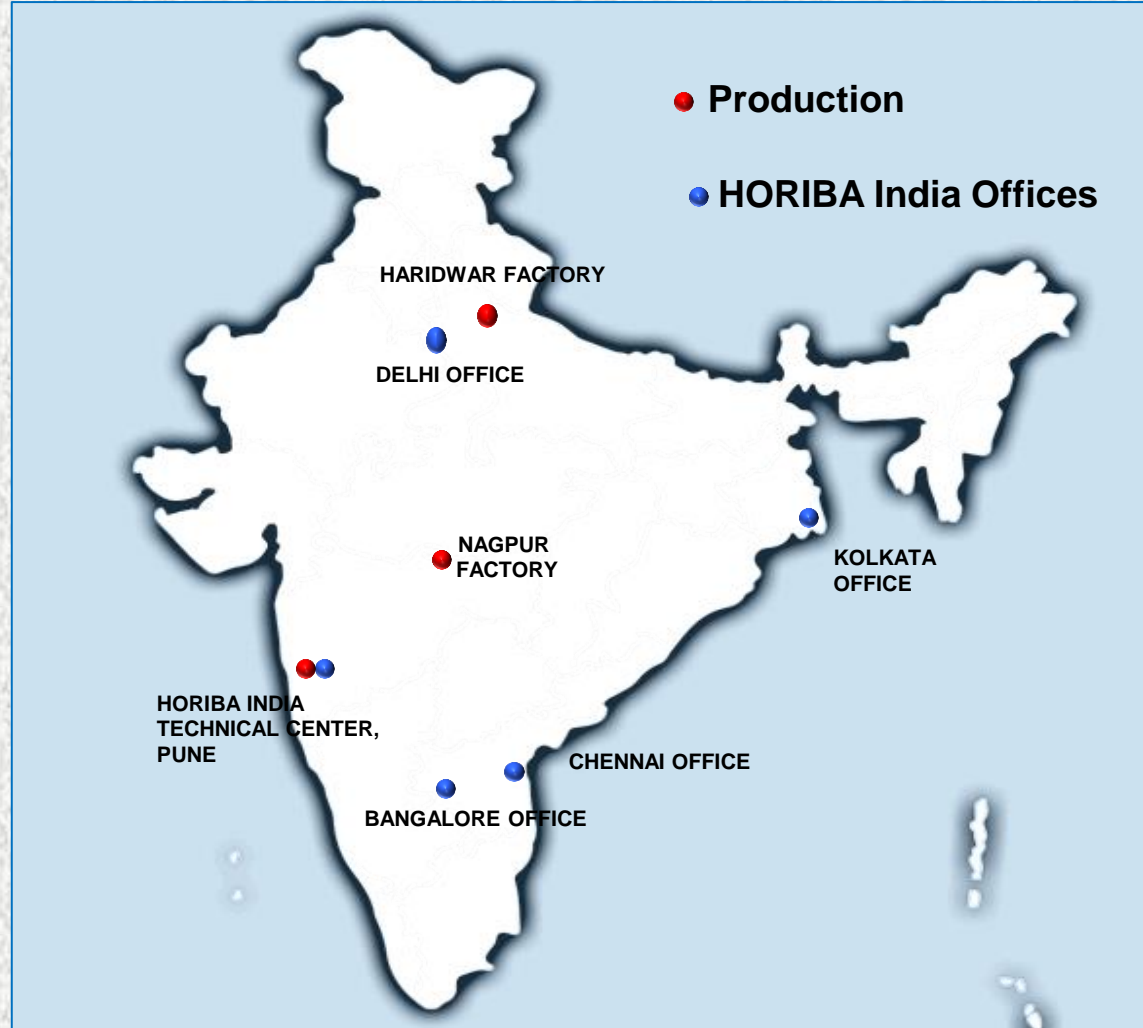 Production
HORIBA India Offices
HARIDWAR FACTORY
DELHI OFFICE
NAGPUR
FACTORY
KOLKATA
OFFICE
HORIBA INDIA
TECHNICAL CENTER,
PUNE
CHENNAI OFFICE
BANGALORE OFFICE